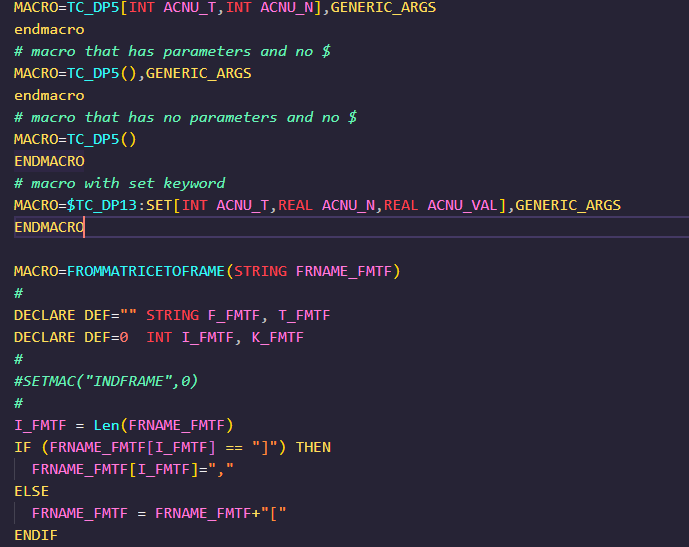 MACRO=TC_DP5[INT ACNU_T,INT ACNU_N],GENERIC_ARGS
endmacro
# macro that has parameters and no $
MACRO=TC_DP5(),GENERIC_ARGS
endmacro
# macro that has no parameters and no $
MACRO=TC_DP5()
ENDMACRO
# macro with set keyword
MACRO=$TC_DP13:SET[INT ACNU_T,REAL ACNU_N,REAL ACNU_VAL],GENERIC_ARGS
ENDMACRO
MACRO=FROMMATRICETOFRAME(STRING FRNAME_FMTF)
#
DECLARE DEF="" STRING F_FMTF, T_FMTF
DECLARE DEF=0  INT I_FMTF, K_FMTF
#
#SETMAC("INDFRAME",0)
#
I_FMTF = Len(FRNAME_FMTF)
IF (FRNAME_FMTF[I_FMTF] == "]") THEN
  FRNAME_FMTF[I_FMTF]=","
ELSE
  FRNAME_FMTF = FRNAME_FMTF+"["
ENDIF